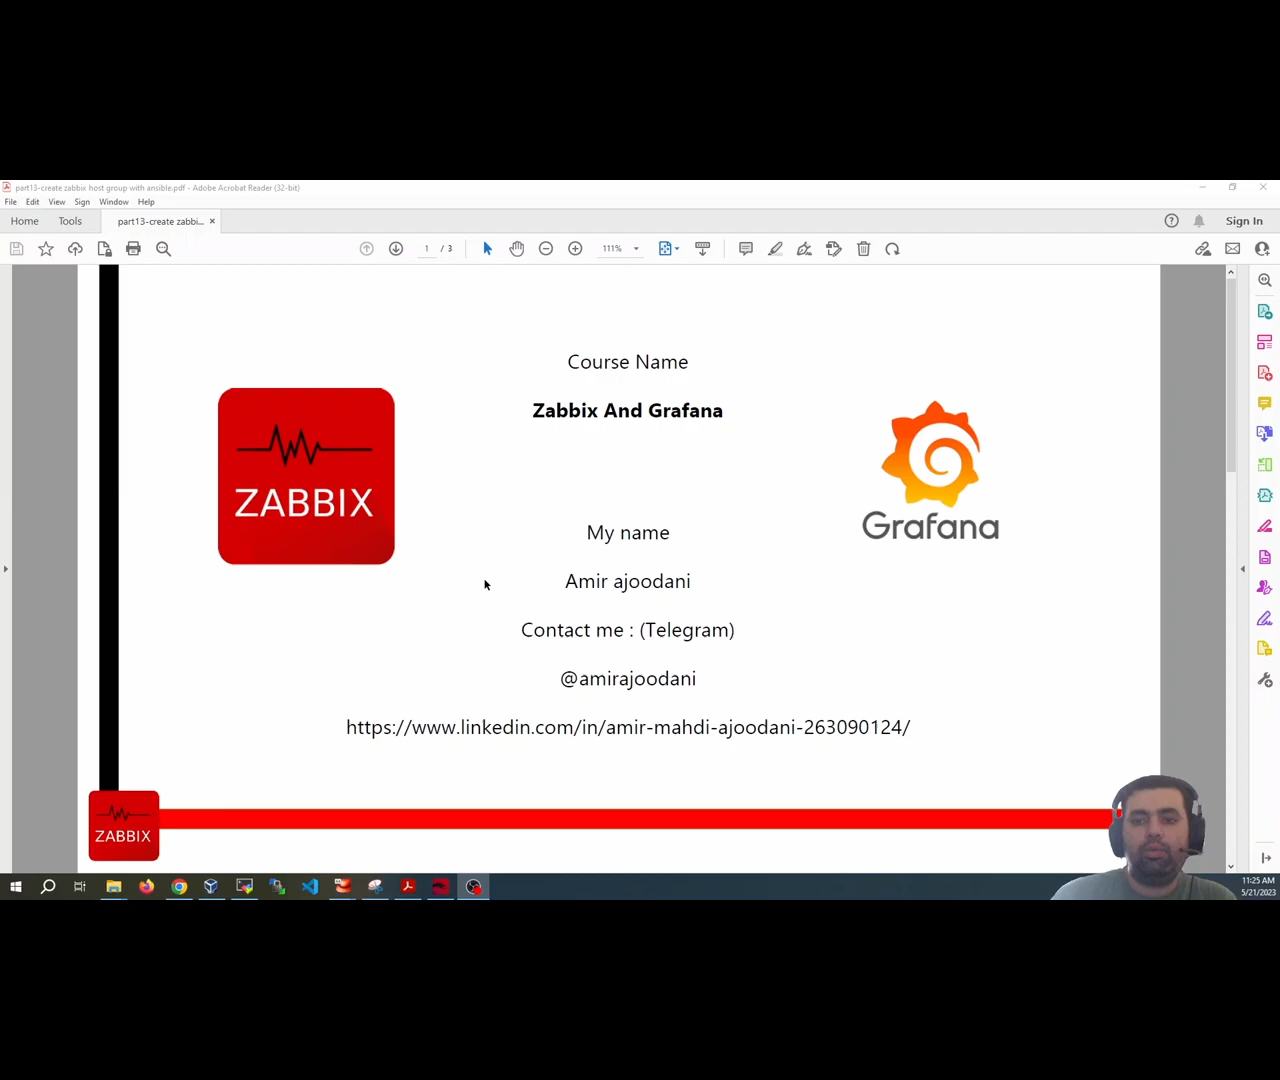 part13-create zabbix host group with ansible.pdf - Adobe Acrobat Reader (32-bit)
File Edit View Sign Window Help
Home Tools part13-create zabbi... Sign In
1 / 3 111%
Course Name
Zabbix And Grafana
ZABBIX
Grafana
My name
Amir ajoodani
Contact me : (Telegram)
@amirajoodani
https://www.linkedin.com/in/amir-mahdi-ajoodani-263090124/
ZABBIX
11:25 AM
5/21/2023